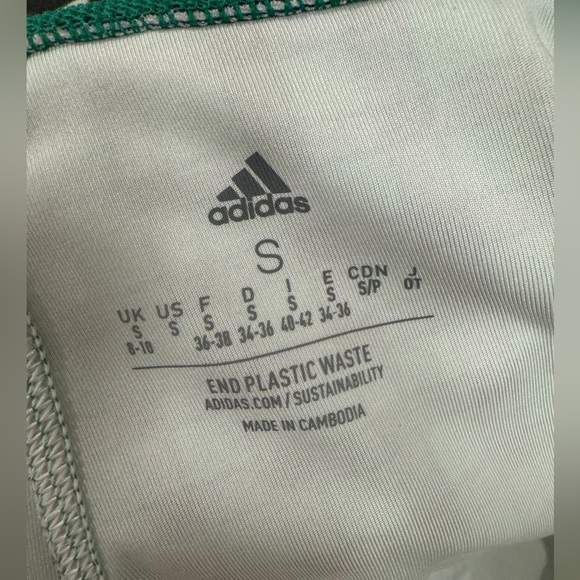 adidas
S
UK US F D I E CDN J
S S S S S S S/P OT
8-10 36-38 34-36 40-42 34-36
END PLASTIC WASTE
ADIDAS.COM/SUSTAINABILITY
MADE IN CAMBODIA